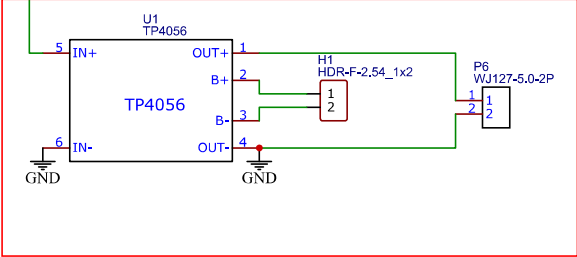 U1
TP4056
5 IN+ OUT+ 1
H1
HDR-F-2.54_1x2
P6
WJ127-5.0-2P
B+ 2
1
2
1 1
2 2
TP4056
B- 3
6 IN- OUT- 4
GND GND